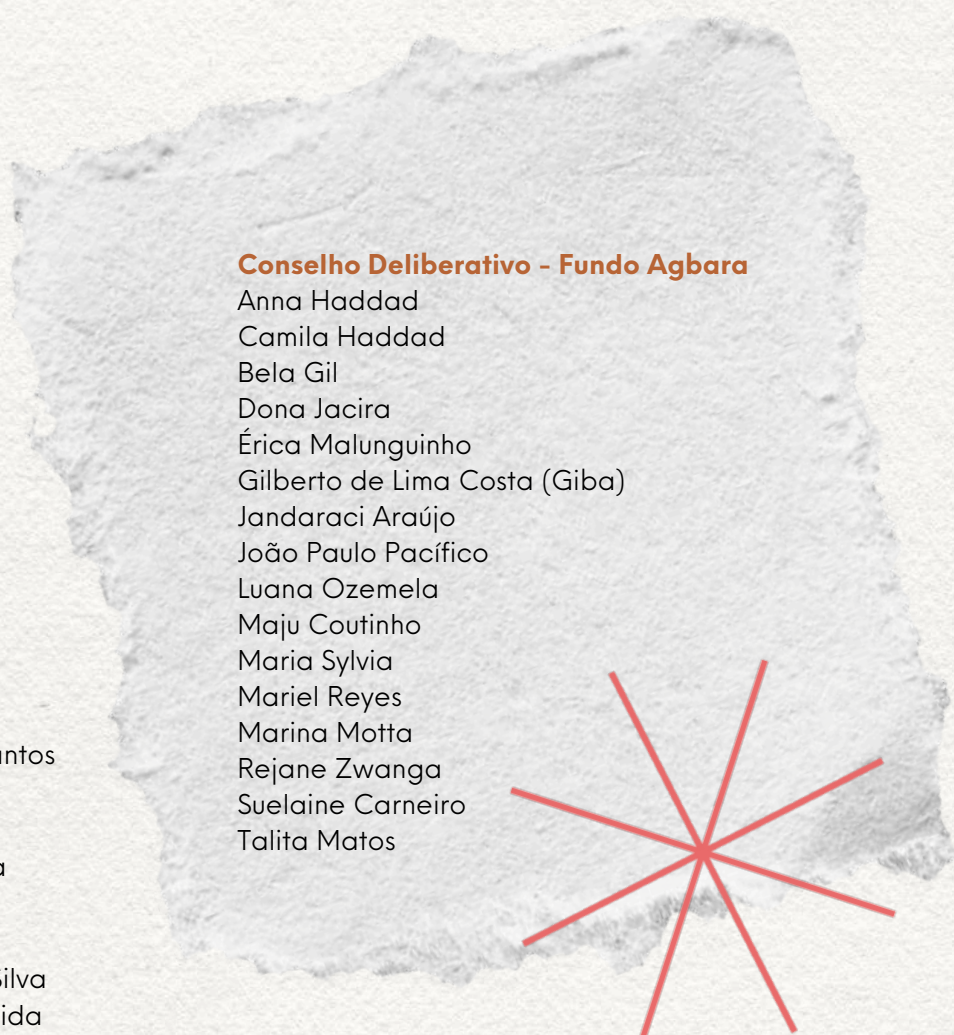 Conselho Deliberativo - Fundo Agbara
Anna Haddad
Camila Haddad
Bela Gil
Dona Jacira
Érica Malunguinho
Gilberto de Lima Costa (Giba)
Jandaraci Araújo
João Paulo Pacífico
Luana Ozemela
Maju Coutinho
Maria Sylvia
Mariel Reyes
Marina Motta
Rejane Zwanga
Suelaine Carneiro
Talita Matos